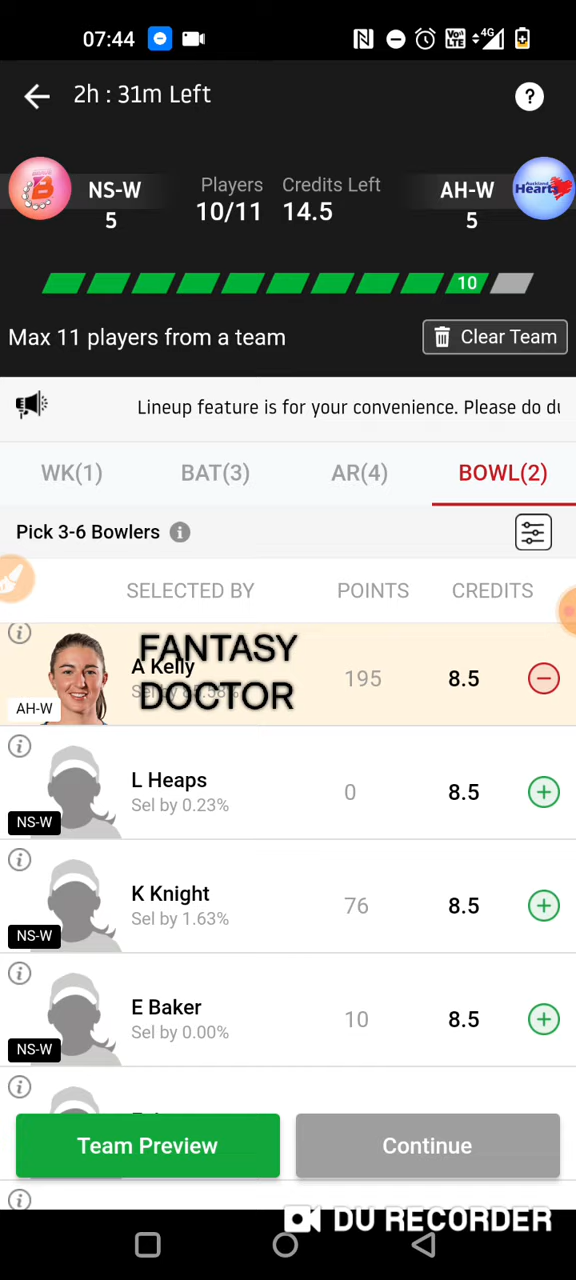 07:44
4G
VoLTE
2h : 31m Left
?
NS-W
5
Players
10/11
Credits Left
14.5
AH-W
5
Auckland
Hearts
10
Max 11 players from a team
Clear Team
Lineup feature is for your convenience. Please do du
WK(1)
BAT(3)
AR(4)
BOWL(2)
Pick 3-6 Bowlers
SELECTED BY
POINTS
CREDITS
FANTASY
A Kelly
DOCTOR
AH-W
195
8.5
L Heaps
Sel by 0.23%
NS-W
0
8.5
K Knight
Sel by 1.63%
NS-W
76
8.5
E Baker
Sel by 0.00%
NS-W
10
8.5
Team Preview
Continue
DU RECORDER